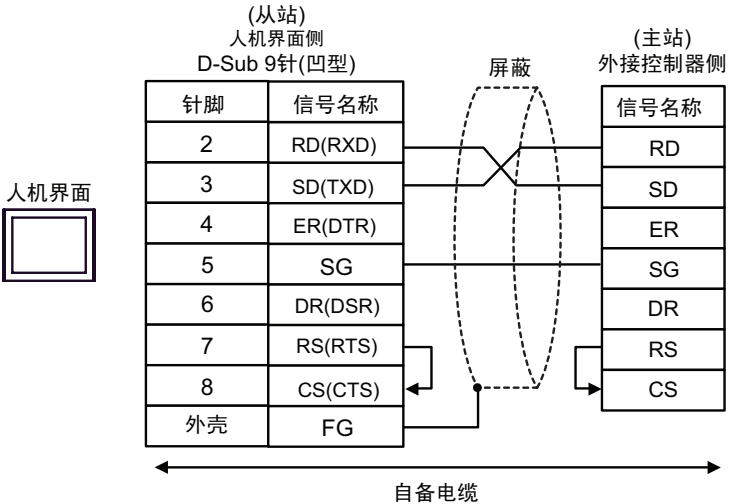 (从站)
人机界面侧
D-Sub 9针(凹型)
屏蔽
(主站)
外接控制器侧
人机界面
针脚 信号名称
2 RD(RXD)
3 SD(TXD)
4 ER(DTR)
5 SG
6 DR(DSR)
7 RS(RTS)
8 CS(CTS)
外壳 FG
信号名称
RD
SD
ER
SG
DR
RS
CS
自备电缆